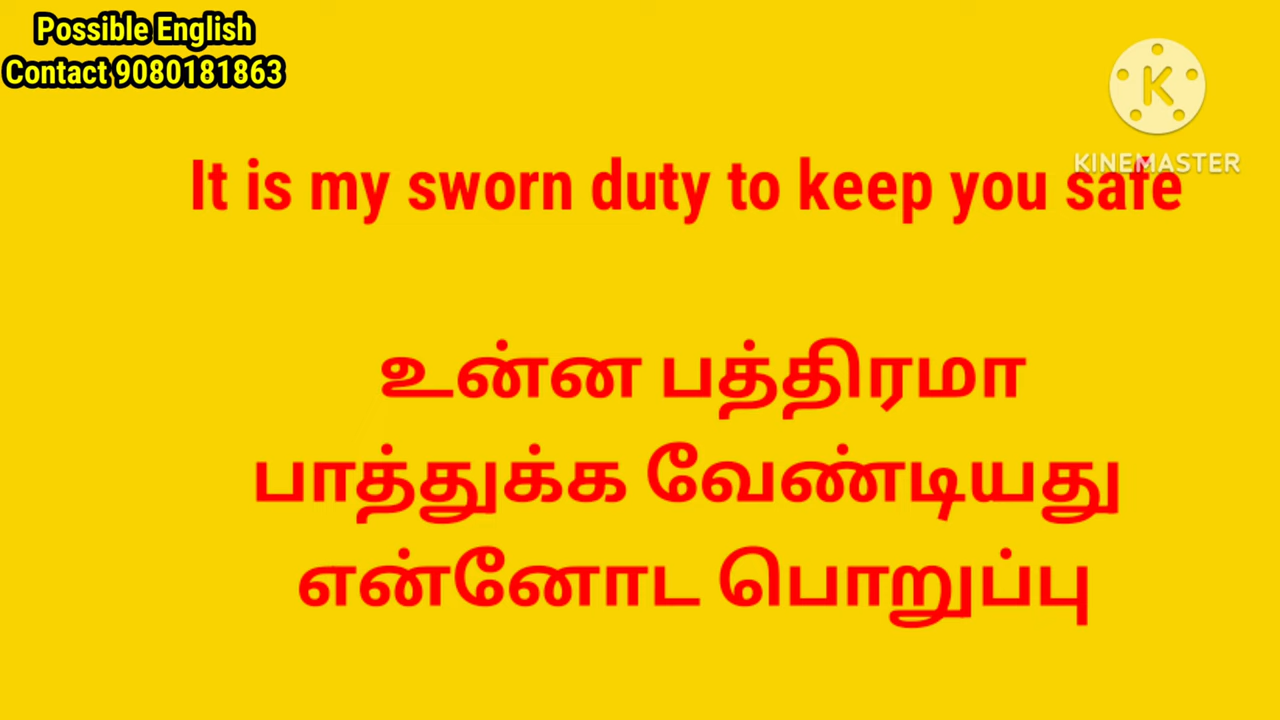 Possible English
Contact 9080181863
KINEMASTER
It is my sworn duty to keep you safe
உன்ன பத்திரமா
பாத்துக்க வேண்டியது
என்னோட பொறுப்பு